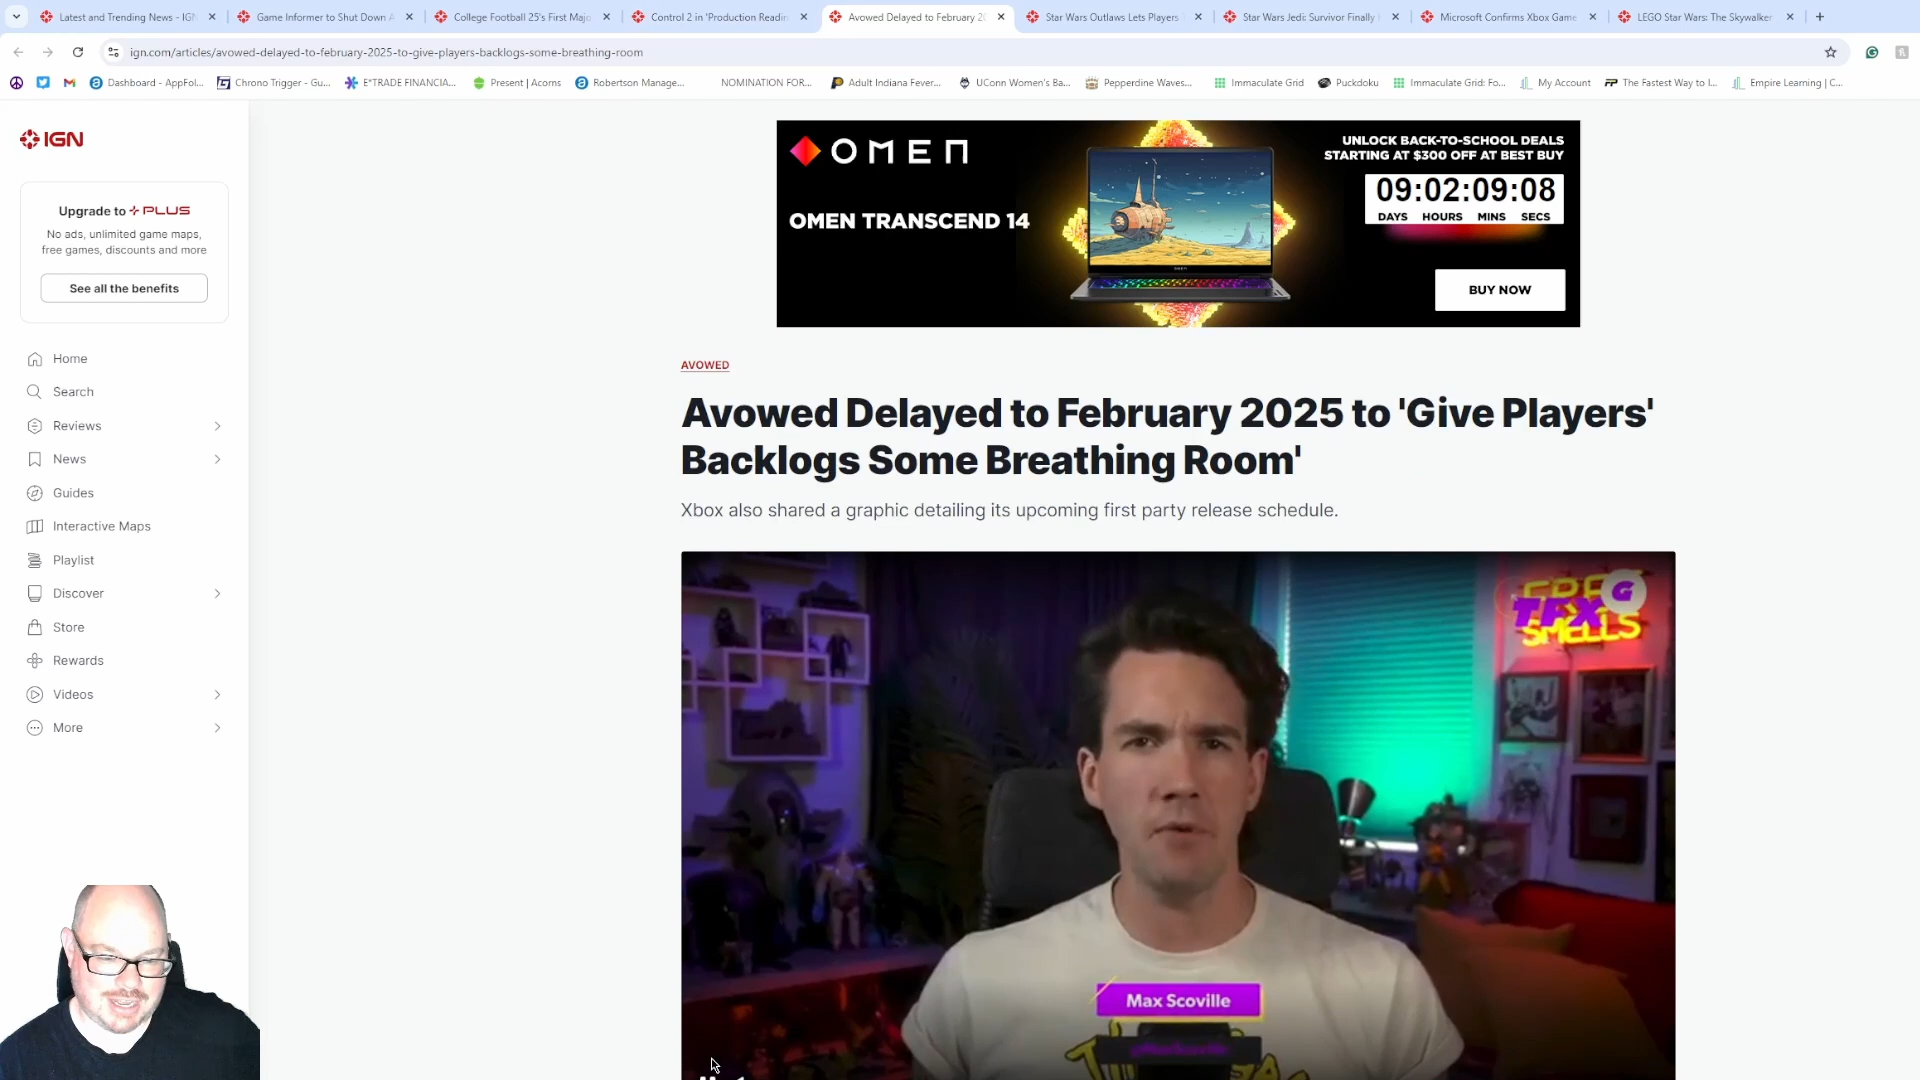 Latest and Trending News - IGN
Game Informer to Shut Down A
College Football 25's First Majo
Control 2 in 'Production Readin
Avowed Delayed to February 20
Star Wars Outlaws Lets Players
Star Wars Jedi: Survivor Finally
Microsoft Confirms Xbox Game
LEGO Star Wars: The Skywalker
ign.com/articles/avowed-delayed-to-february-2025-to-give-players-backlogs-some-breathing-room
Dashboard - AppFol...
Chrono Trigger - Gu...
E*TRADE FINANCIA...
Present | Acorns
Robertson Manage...
NOMINATION FOR...
Adult Indiana Fever...
UConn Women's Ba...
Pepperdine Waves...
Immaculate Grid
Puckdoku
Immaculate Grid: Fo...
My Account
The Fastest Way to l...
Empire Learning | C...
IGN
Upgrade to PLUS
No ads, unlimited game maps,
free games, discounts and more
See all the benefits
Home
Search
Reviews
News
Guides
Interactive Maps
Playlist
Discover
Store
Rewards
Videos
More
OMEN
OMEN TRANSCEND 14
UNLOCK BACK-TO-SCHOOL DEALS
STARTING AT $300 OFF AT BEST BUY
09:02:09:08
DAYS HOURS MINS SECS
BUY NOW
AVOWED
Avowed Delayed to February 2025 to 'Give Players'
Backlogs Some Breathing Room'
Xbox also shared a graphic detailing its upcoming first party release schedule.
SMELLS
Max Scoville